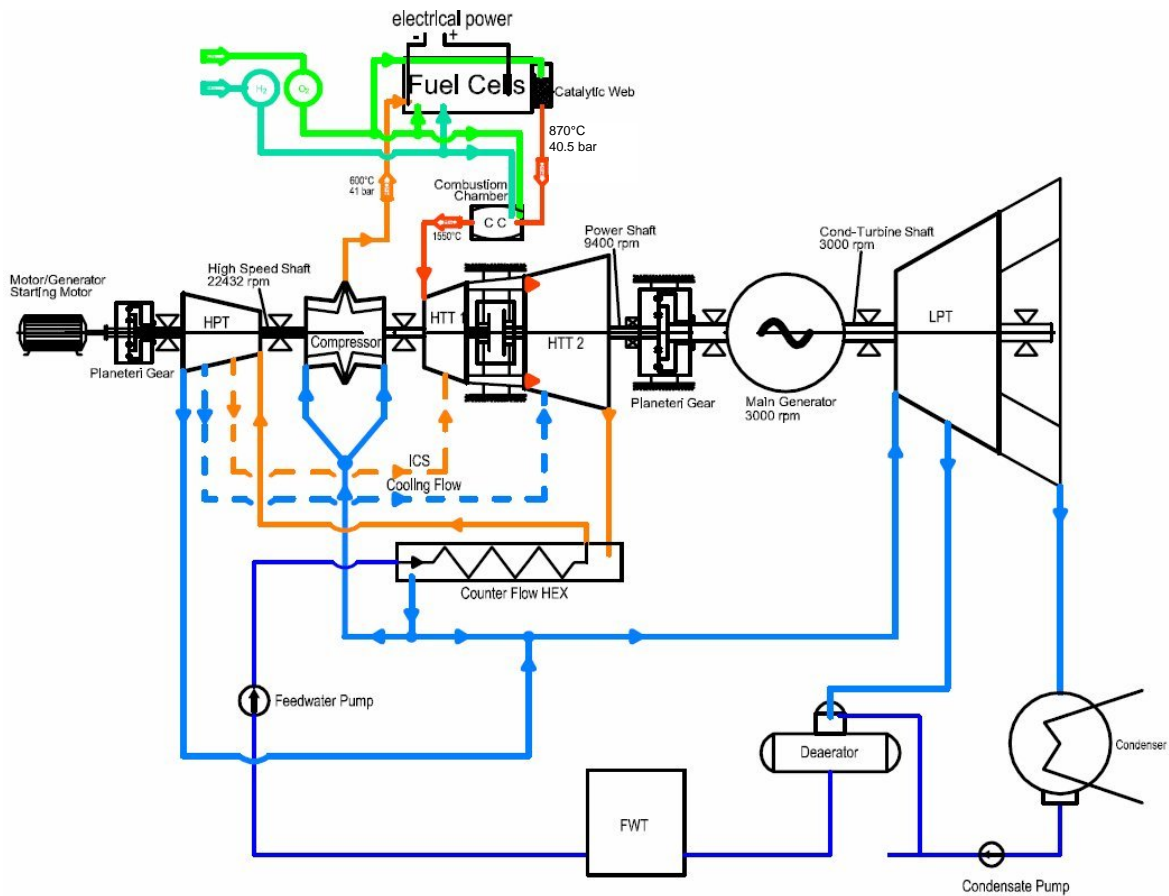 electrical power
- +
H₂
O₂
Fuel Cells
Catalytic Web
870°C
40.5 bar
600°C
41 bar
Combustiom
Chamber
C C
1550°C
Power Shaft
9400 rpm
Cond-Turbine Shaft
3000 rpm
High Speed Shaft
22432 rpm
Motor/Generator
Starting Motor
HPT
Compressor
HTT 1
HTT 2
LPT
Planeteri Gear
Planeteri Gear
Main Generator
3000 rpm
ICS
Cooling Flow
Counter Flow HEX
Feedwater Pump
Deaerator
Condenser
FWT
Condensate Pump